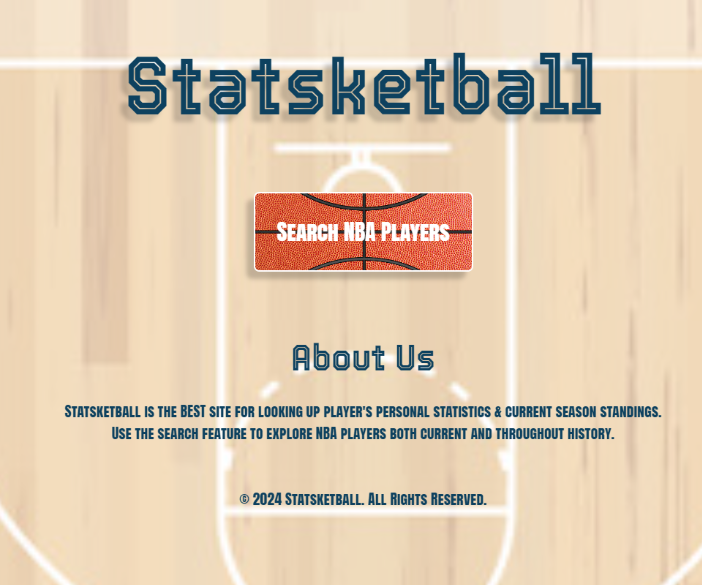 Statsketball
Search NBA Players
About Us
Statsketball is the BEST site for looking up player's personal statistics & current season standings.
Use the search feature to explore NBA players both current and throughout history.
© 2024 Statsketball. All Rights Reserved.